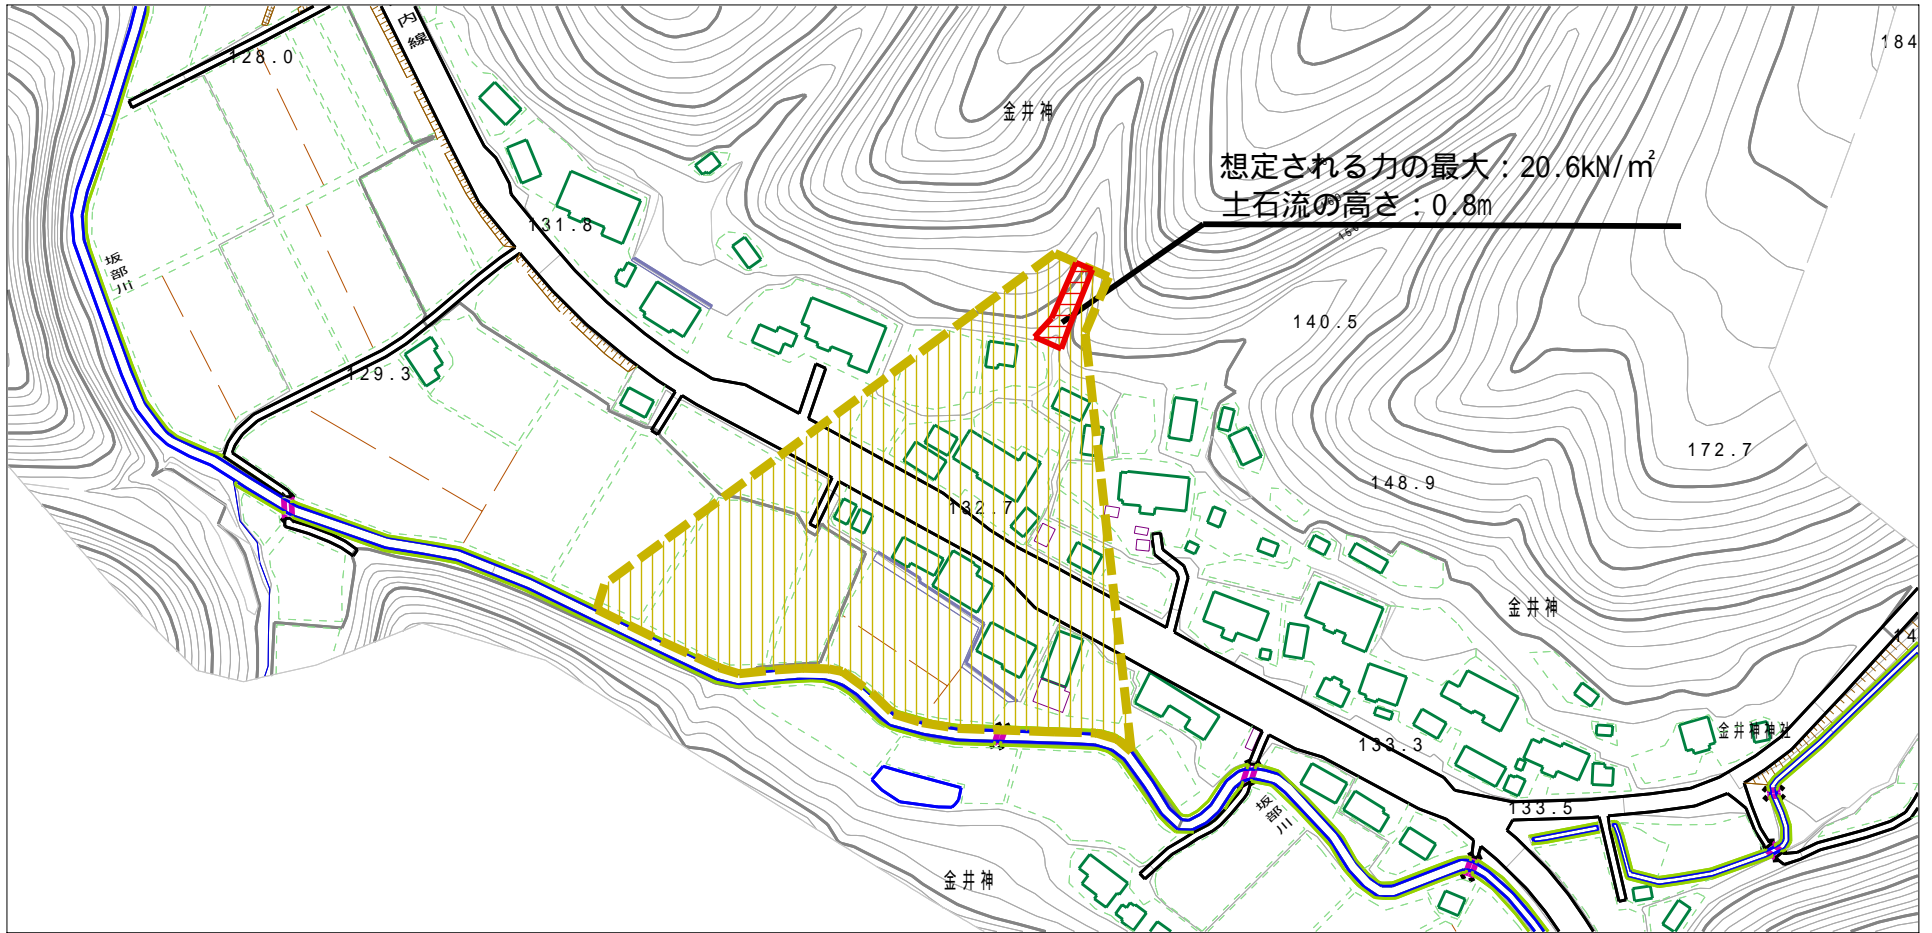 内線
128.0
184
金井神
想定される力の最大：20.6kN/㎡
土石流の高さ：0.8m
131.8
坂部川
140.5
129.3
172.7
148.9
132.7
金井神
14
金井神神社
133.3
133.5
坂部川
金井神